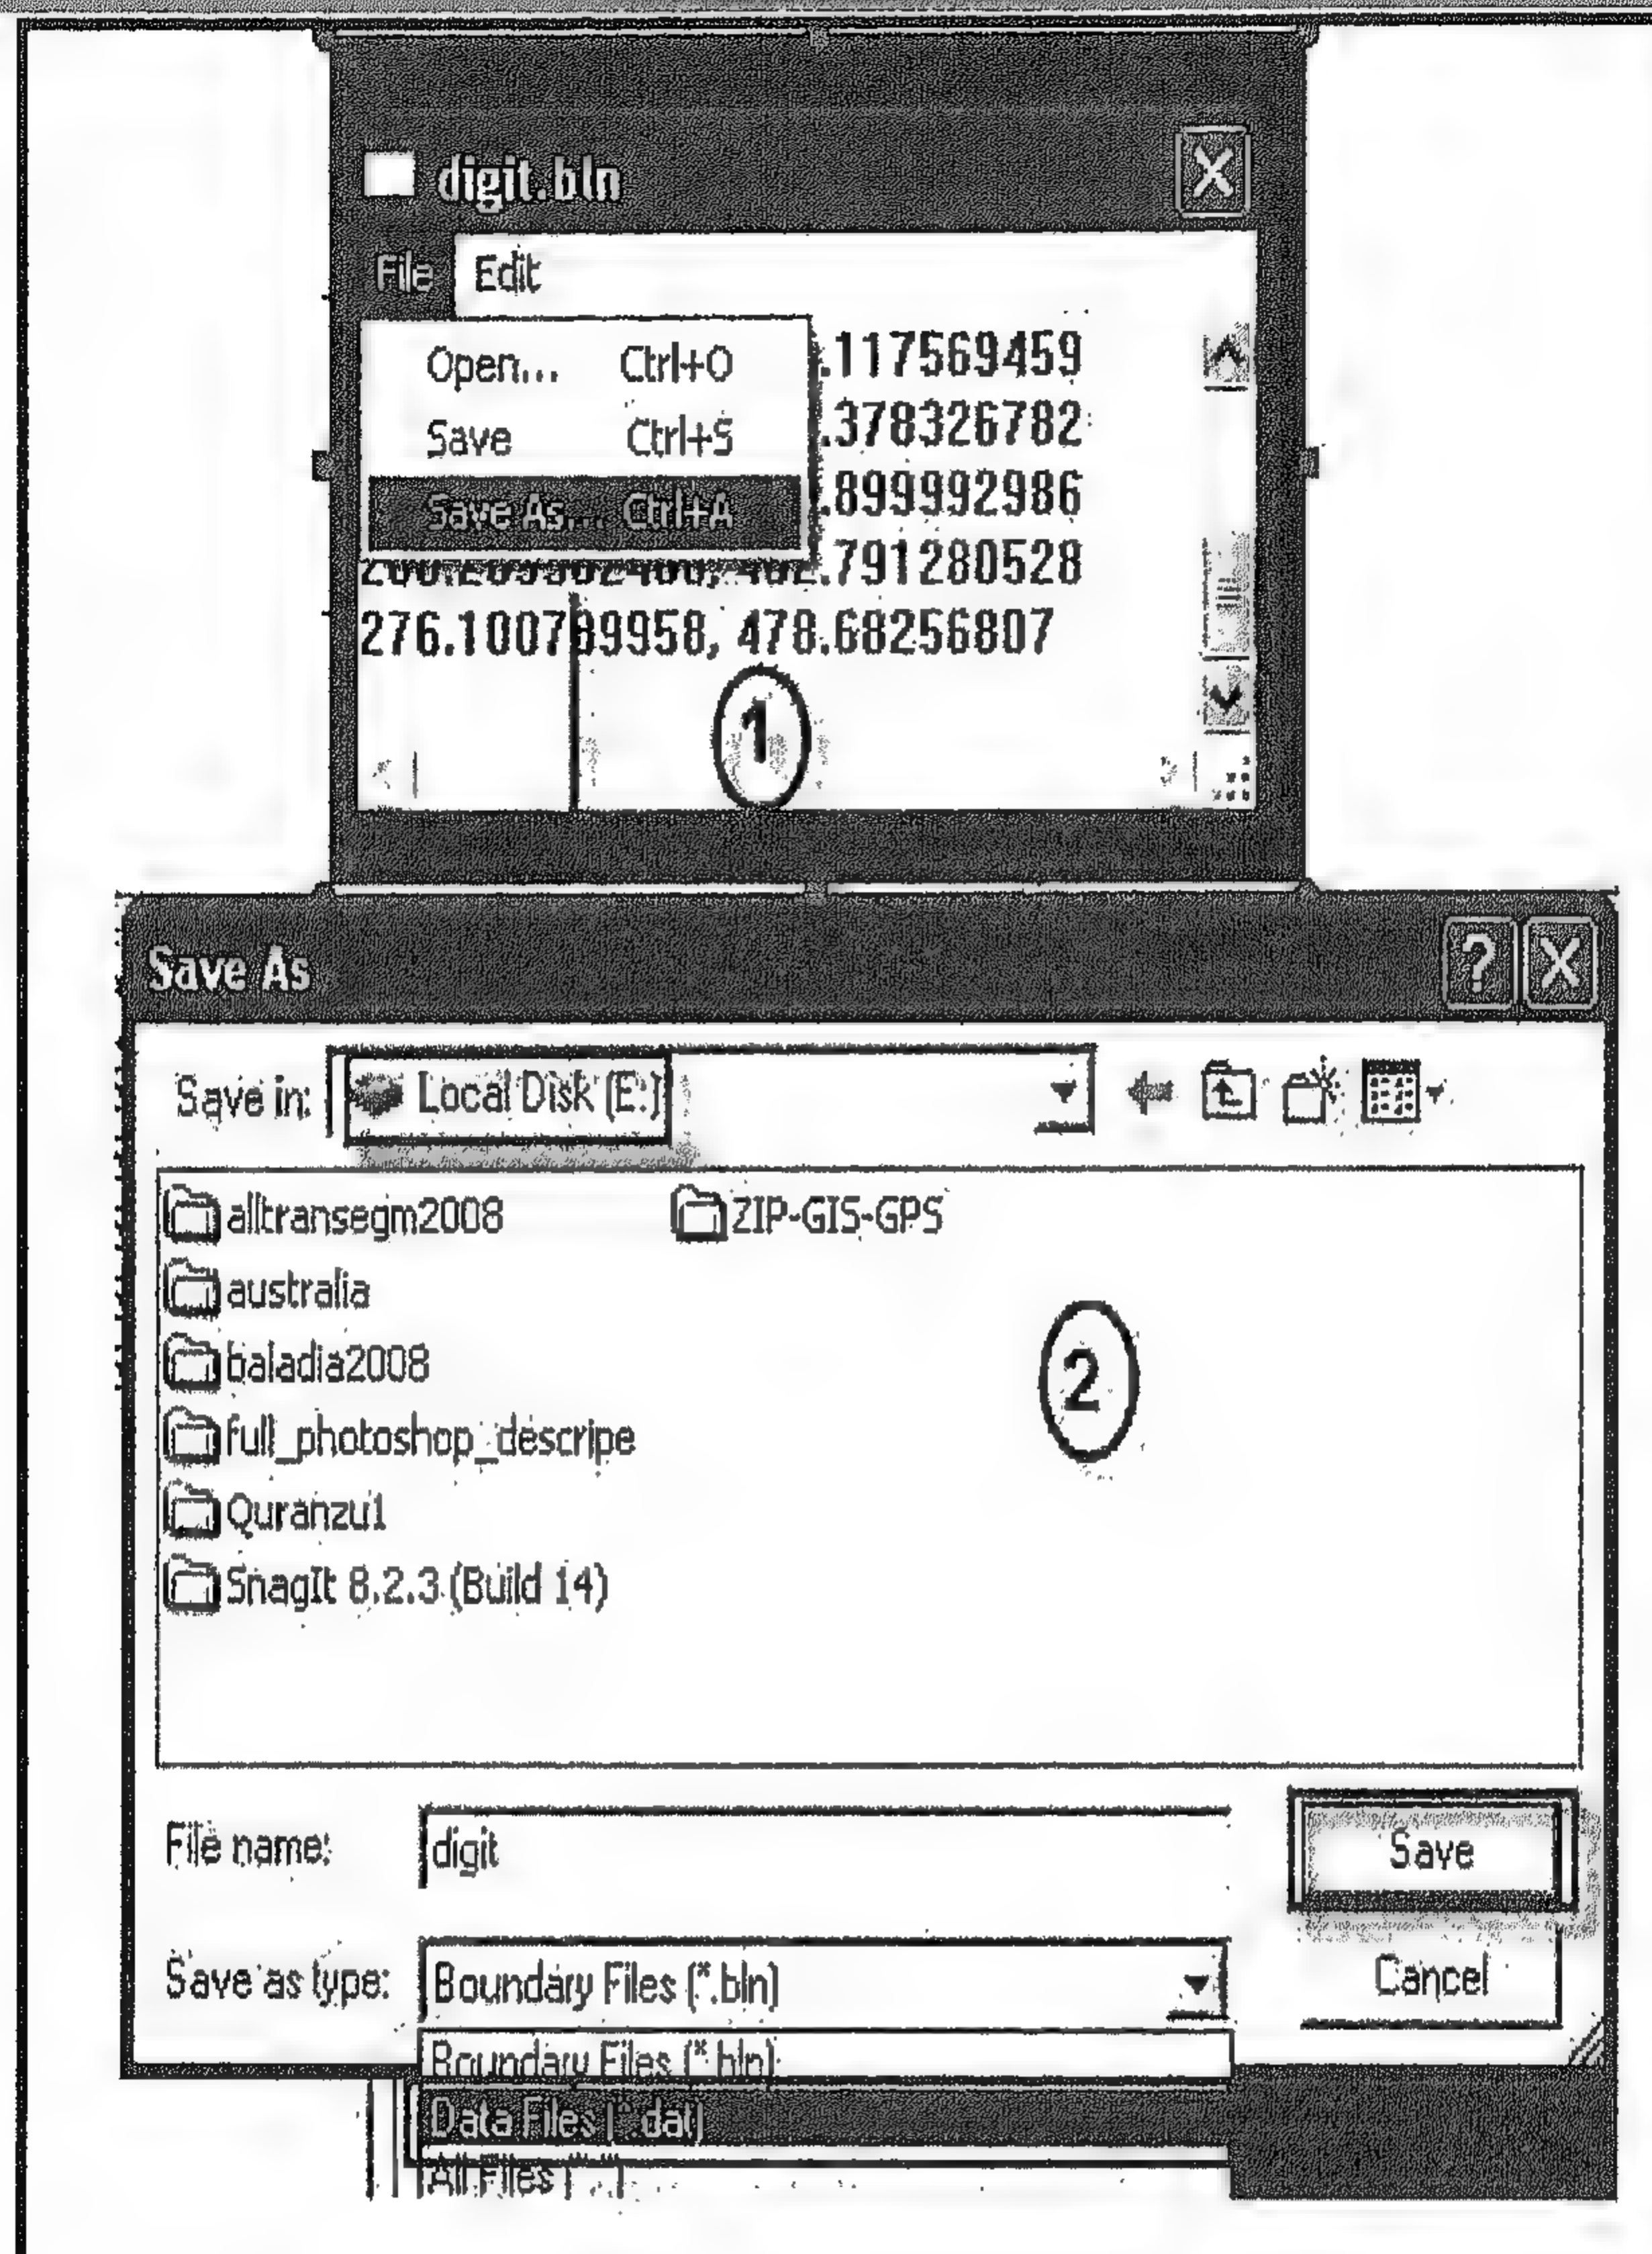 digit.bln
File Edit
Open... Ctrl+O .117569459
Save Ctrl+S .378326782
Save As... Ctrl+A .899992986
.791280528
276.100789958, 478.68256807
1
Save As
Save in: Local Disk (E:)
alltransegm2008 ZIP-GIS-GPS
australia
baladia2008
full_photoshop_descripe
Quranzu1
SnagIt 8.2.3 (Build 14)
2
File name: digit Save
Save as type: Boundary Files (*.bln) Cancel
Boundary Files (*.bln)
Data Files (*.dat)
All Files (*.*)